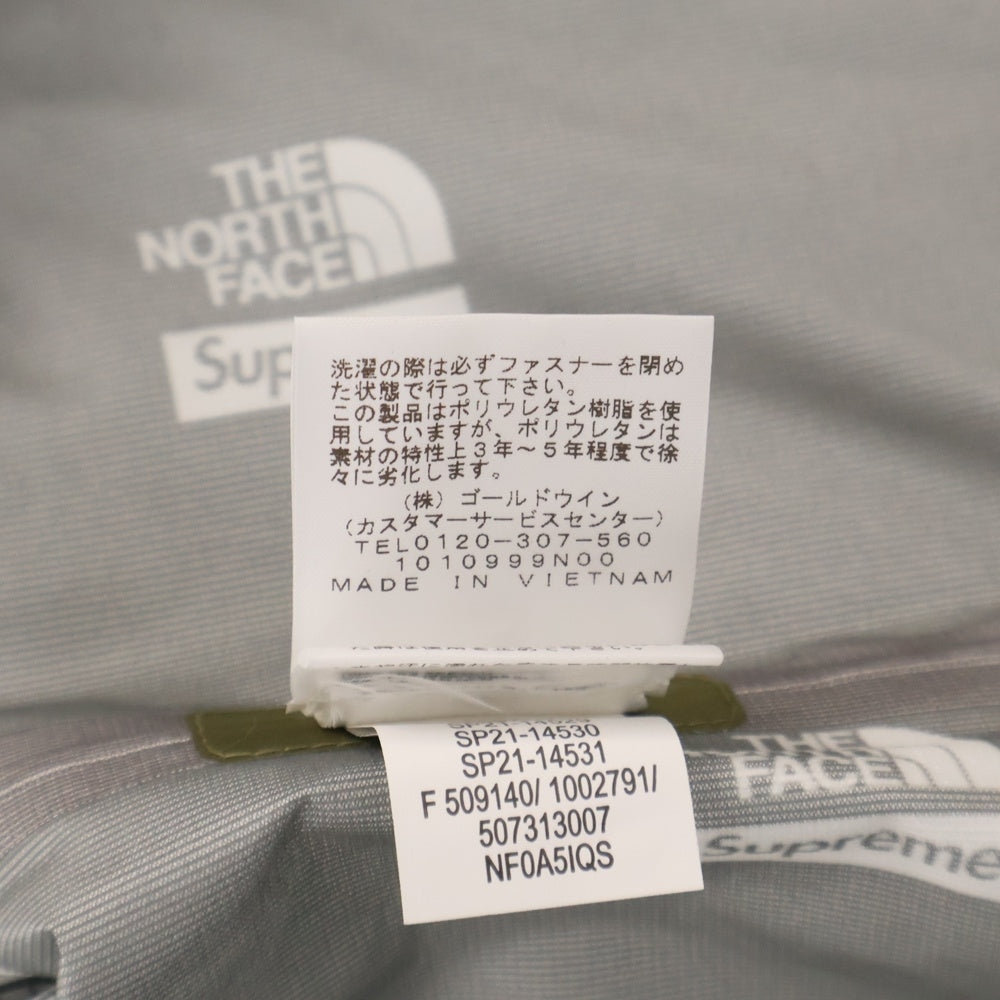 THE
NORTH
FACE
Sup
洗濯の際は必ずファスナーを閉め
た状態で行って下さい。
この製品はポリウレタン樹脂を使
用していますが、ポリウレタンは
素材の特性上3年～5年程度で徐
々に劣化します。
(株)ゴールドウイン
(カスタマーサービスセンター)
TEL0120-307-560
1010999N00
MADE IN VIETNAM
SP21-14530
SP21-14531
F 509140/ 1002791/
507313007
NF0A5IQS
THE
FACE
Supreme